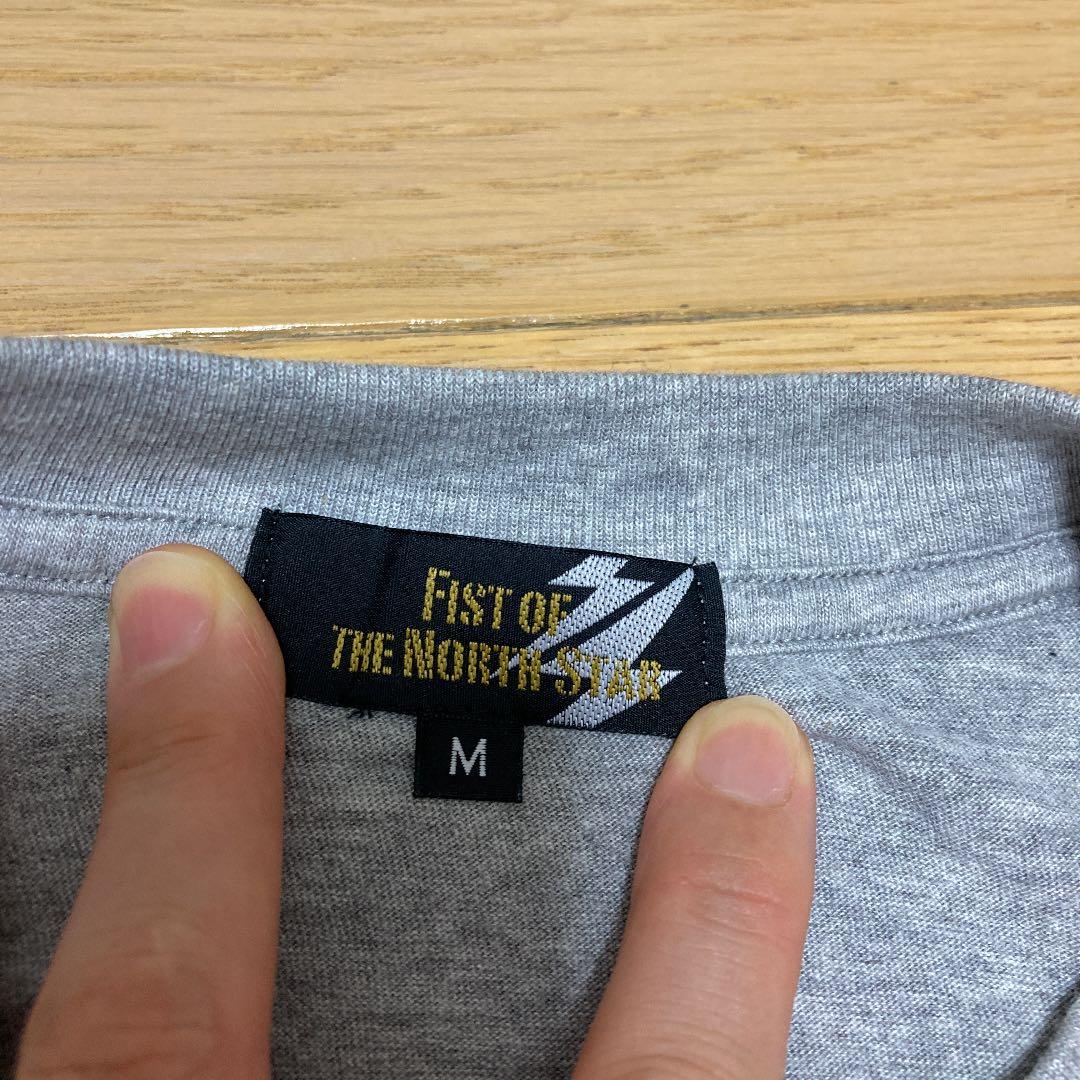 FIST OF
THE NORTH STAR
M